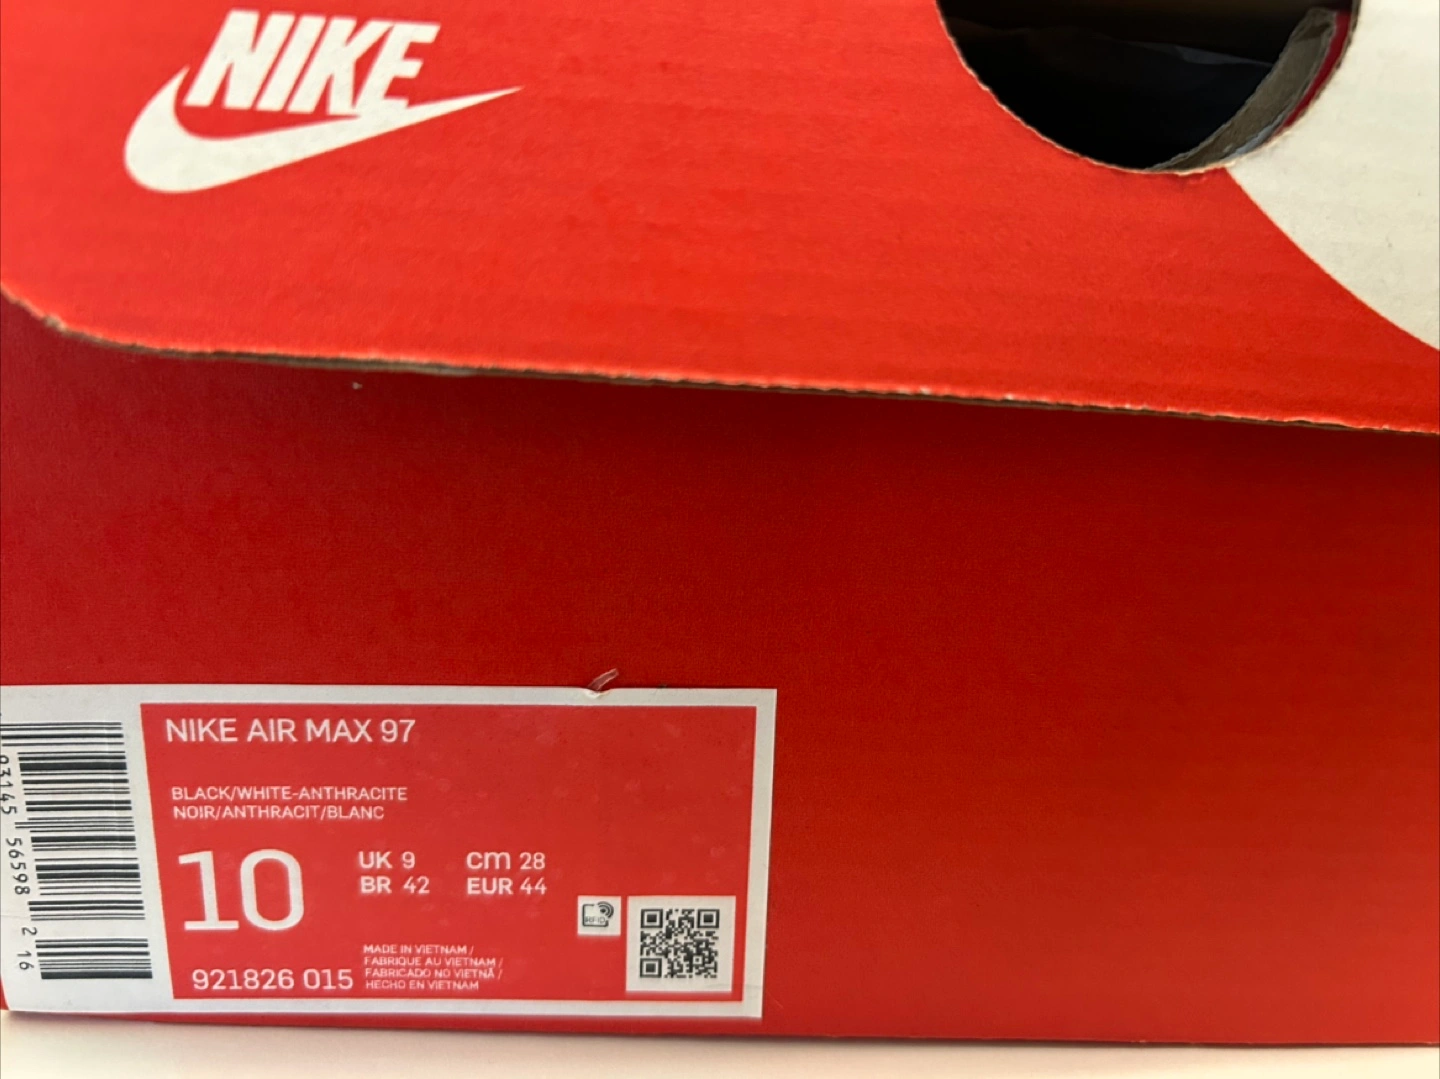 NIKE
NIKE AIR MAX 97
BLACK/WHITE-ANTHRACITE
NOIR/ANTHRACIT/BLANC
10
UK 9 cm 28
BR 42 EUR 44
RFID
MADE IN VIETNAM /
FABRIQUE AU VIETNAM /
FABRICADO NO VIETNÃ /
HECHO EN VIETNAM
921826 015
03145 56598 2 16